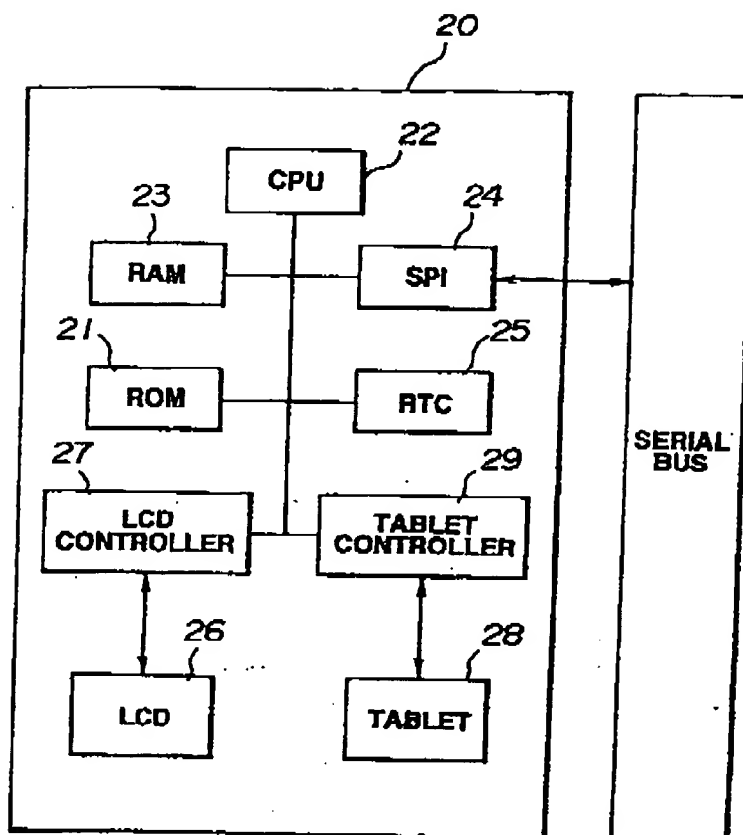 20
22
CPU
23
24
RAM
SPI
21
25
ROM
RTC
SERIAL
BUS
27
29
LCD
CONTROLLER
TABLET
CONTROLLER
26
28
LCD
TABLET